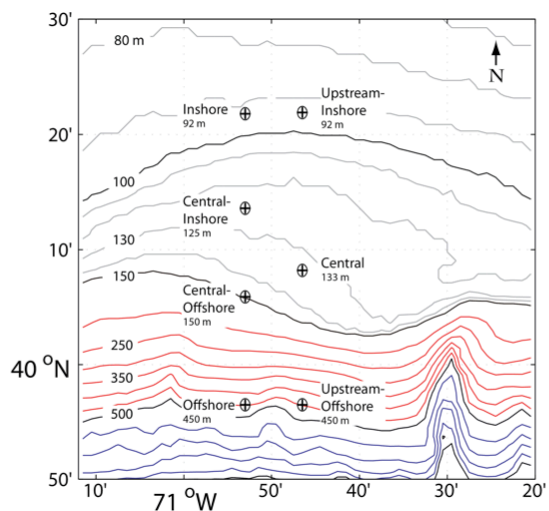 30'
80 m
N
Upstream-
Inshore
92 m
Inshore
92 m
20'
100
Central-
Inshore
125 m
130
10'
Central
133 m
150
Central-
Offshore
150 m
250
40 °N
350
Upstream-
Offshore
450 m
500
Offshore
450 m
50'
10'
71 °W
50'
40'
30'
20'